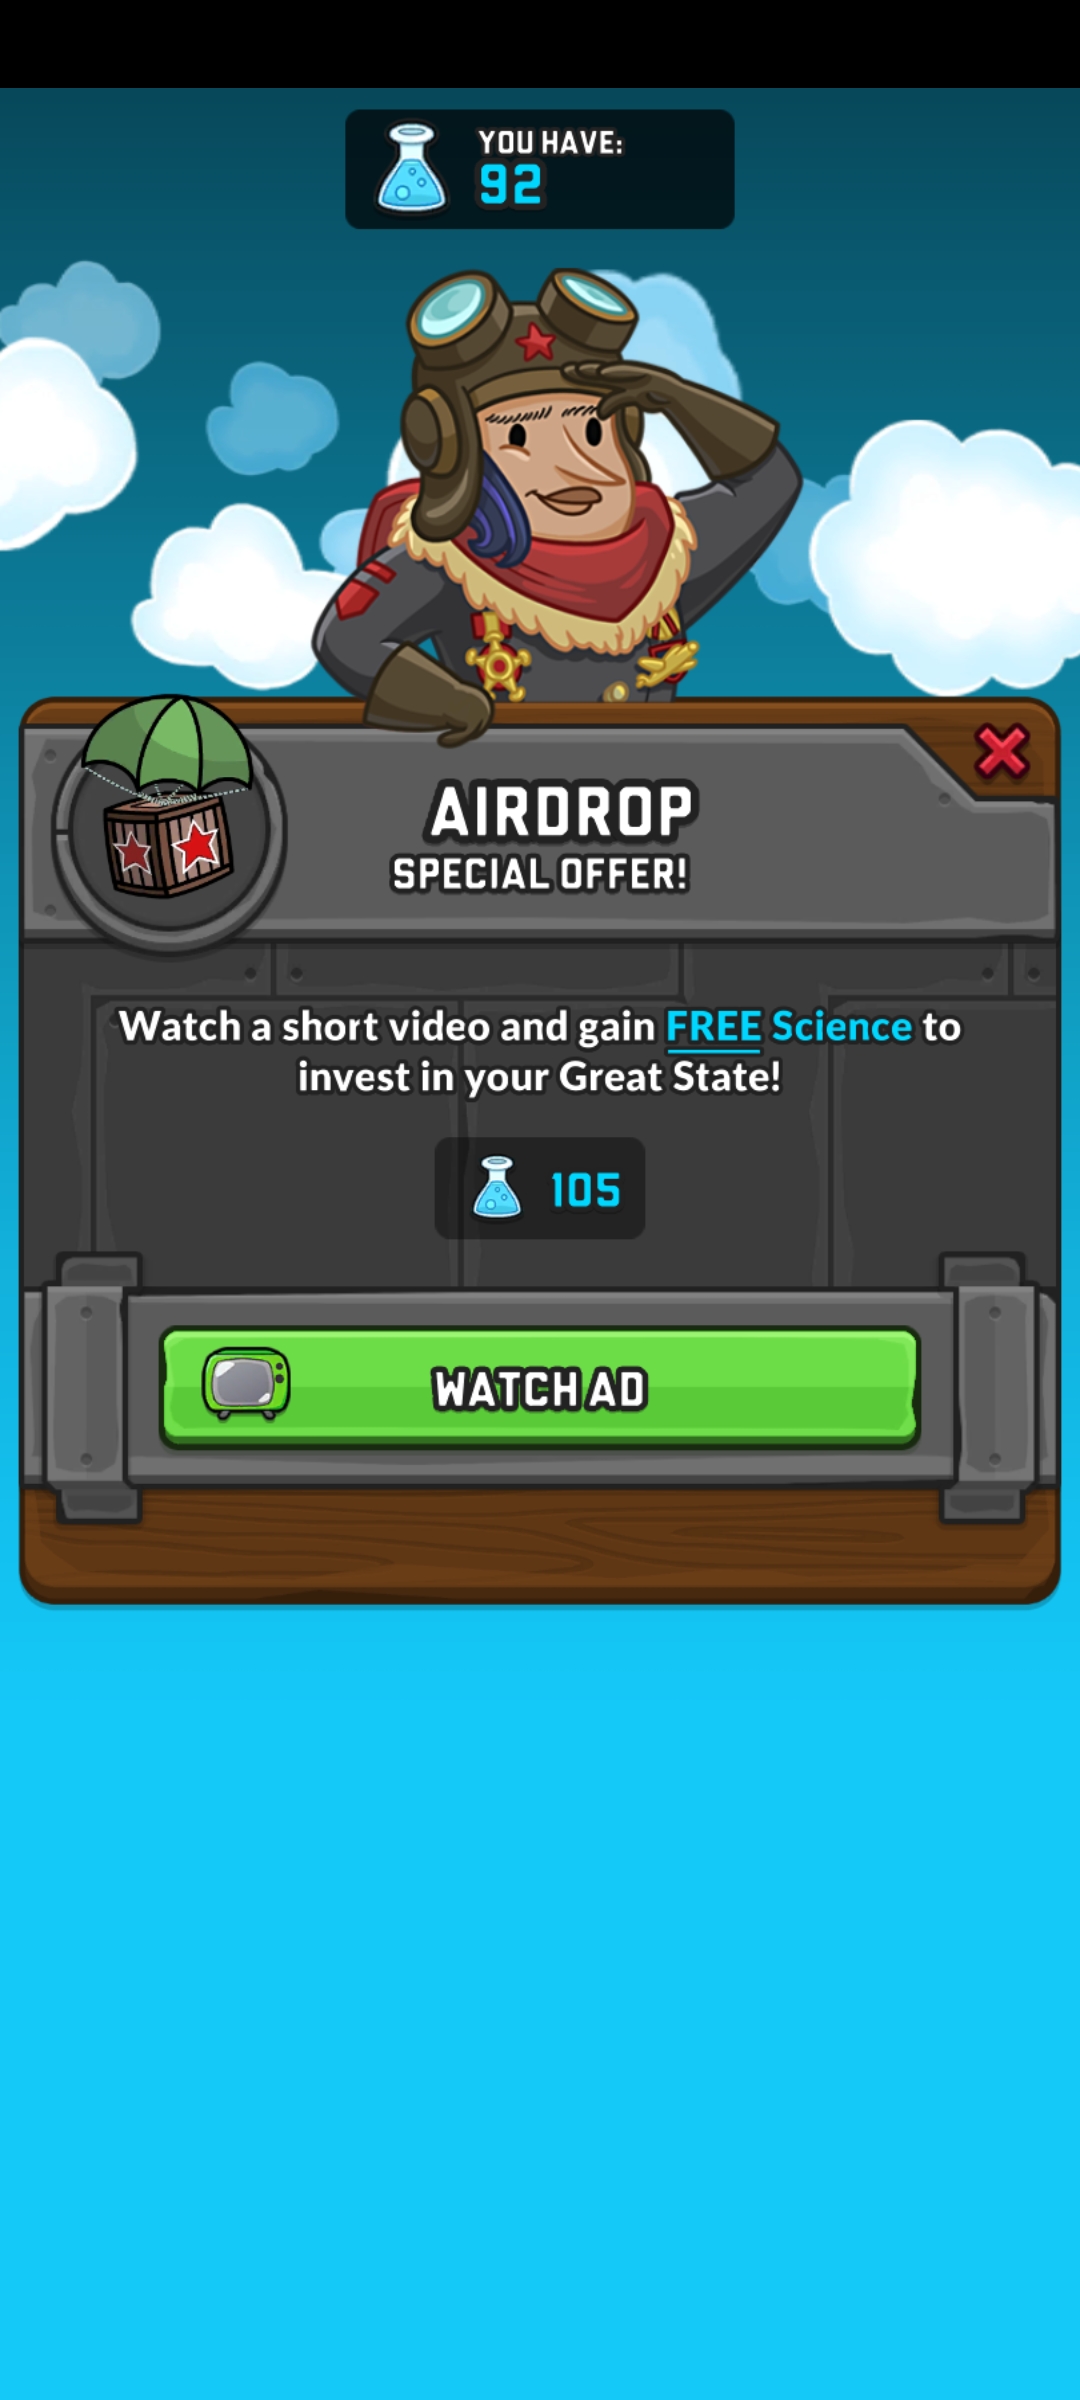 YOU HAVE:
92
AIRDROP
SPECIAL OFFER!
Watch a short video and gain FREE Science to
invest in your Great State!
105
WATCH AD